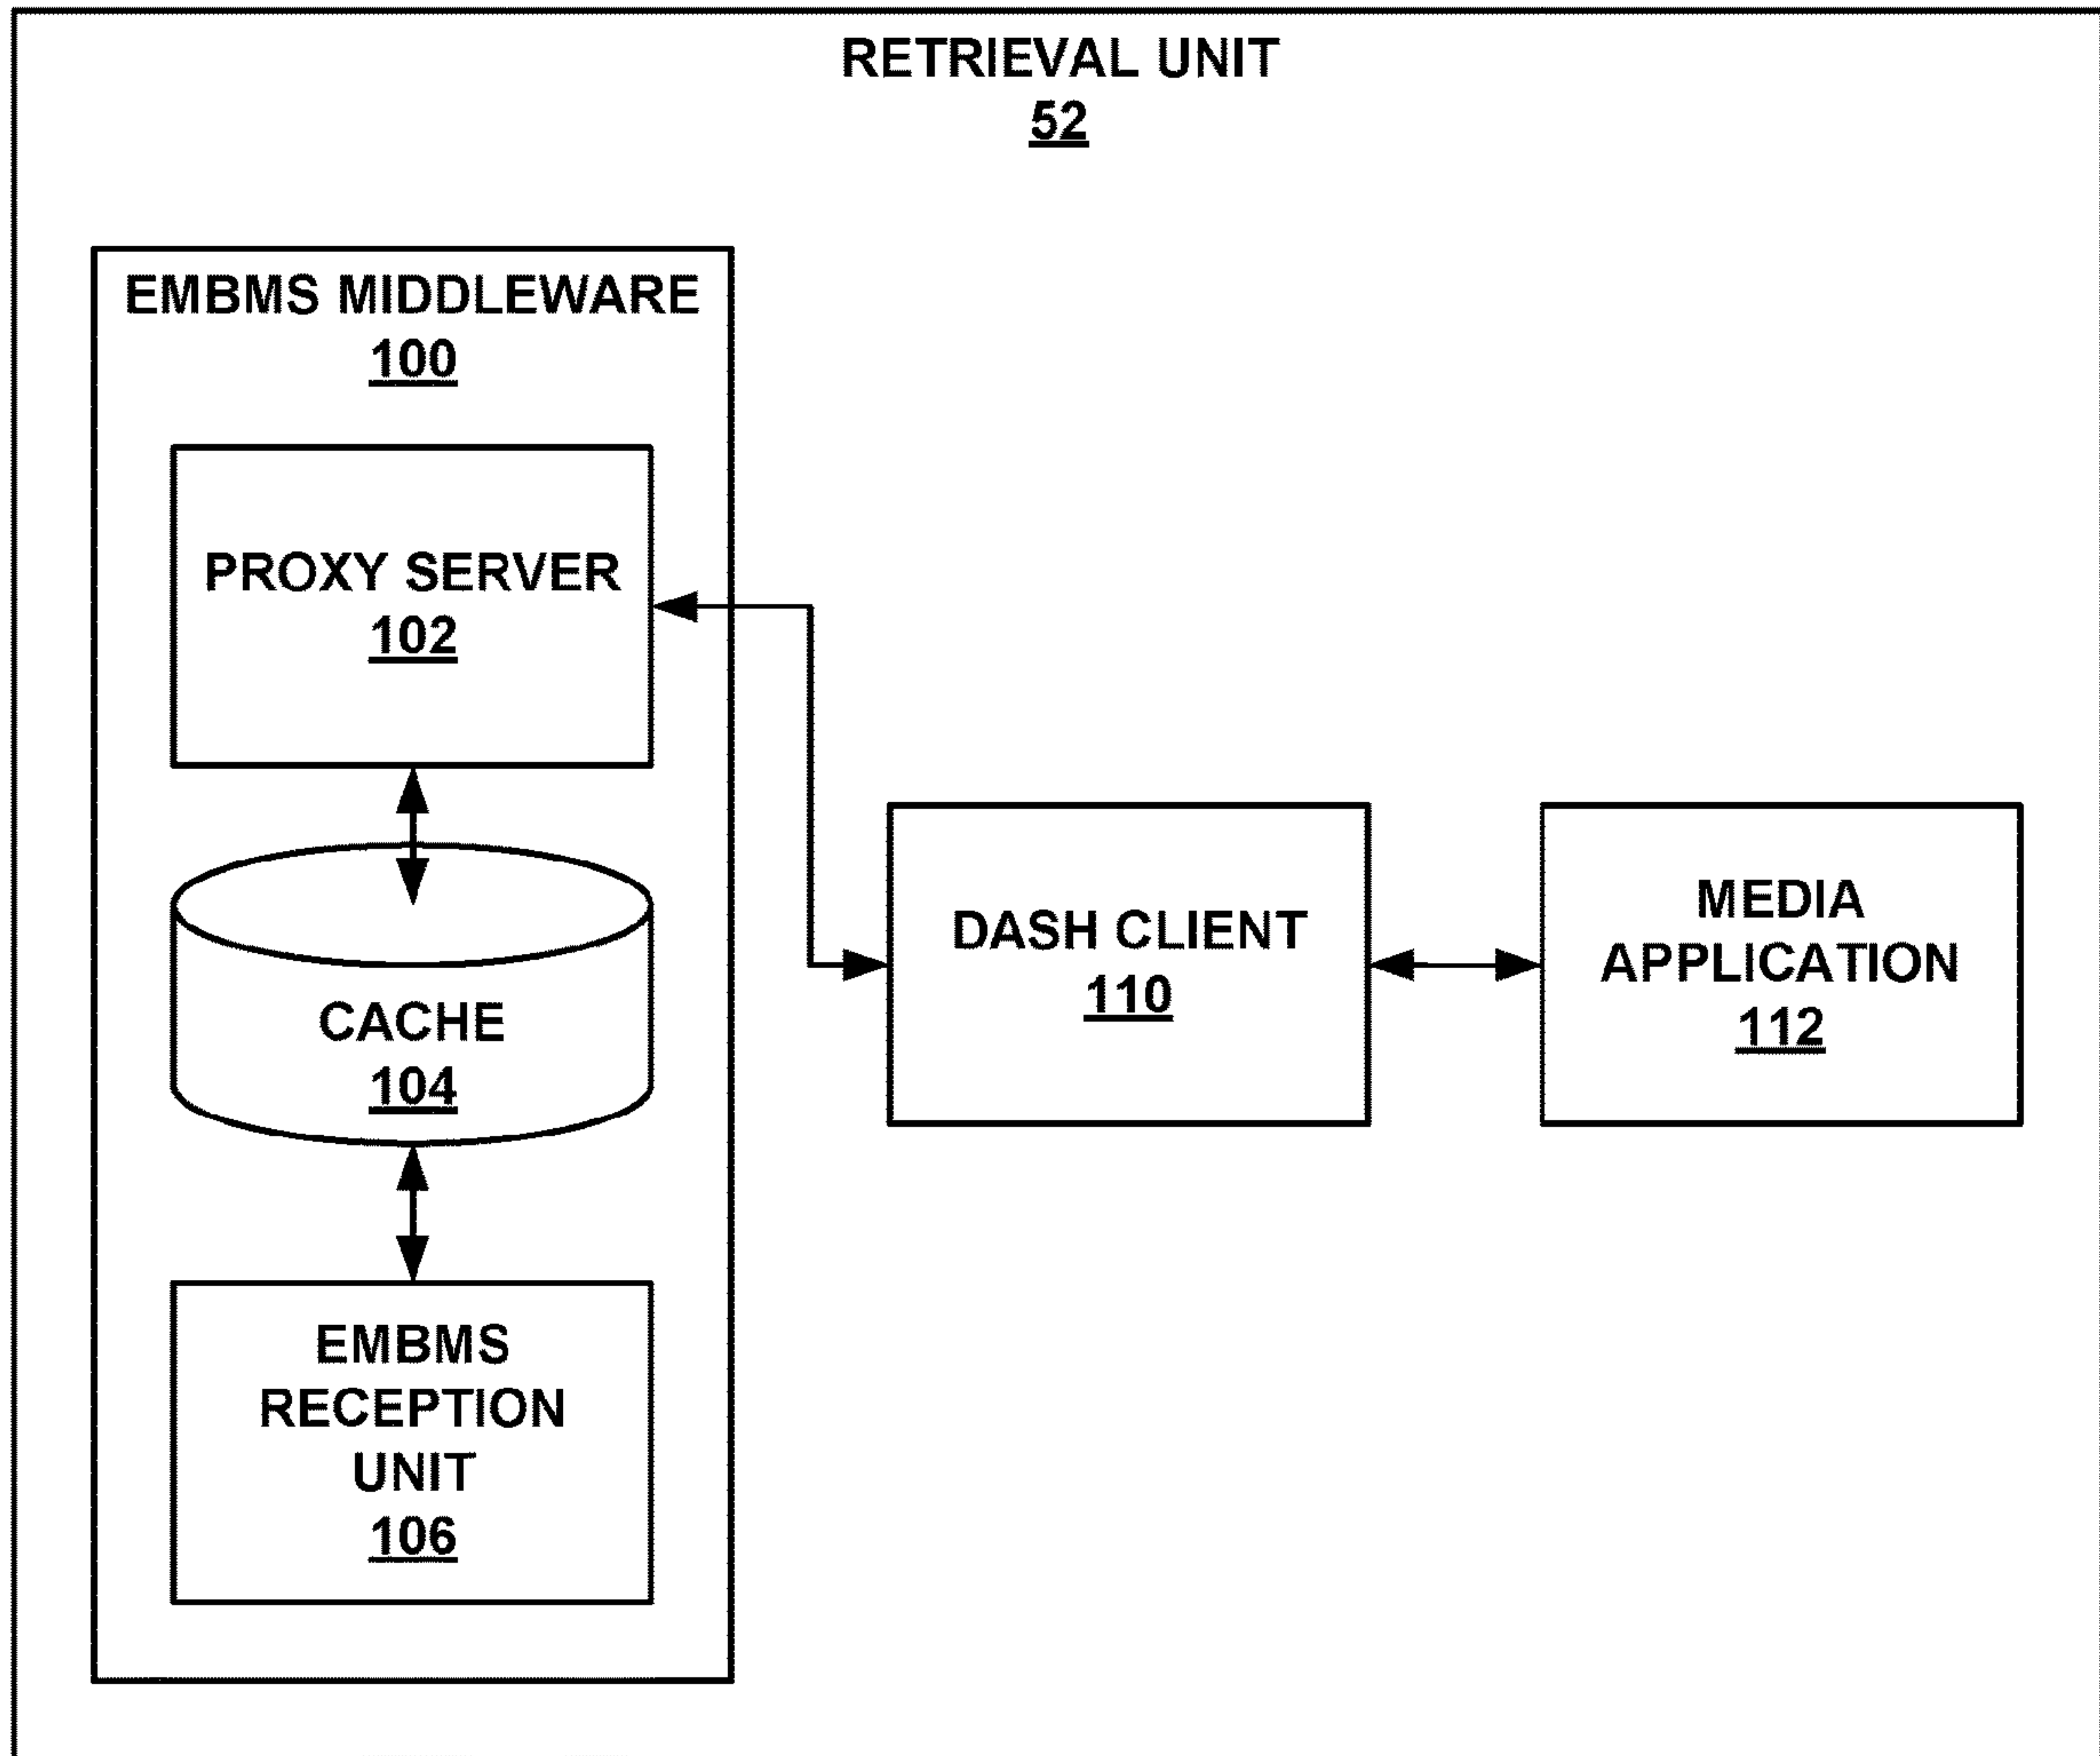 RETRIEVAL UNIT
52
EMBMS MIDDLEWARE
100
PROXY SERVER
102
CACHE
104
EMBMS
RECEPTION
UNIT
106
DASH CLIENT
110
MEDIA
APPLICATION
112